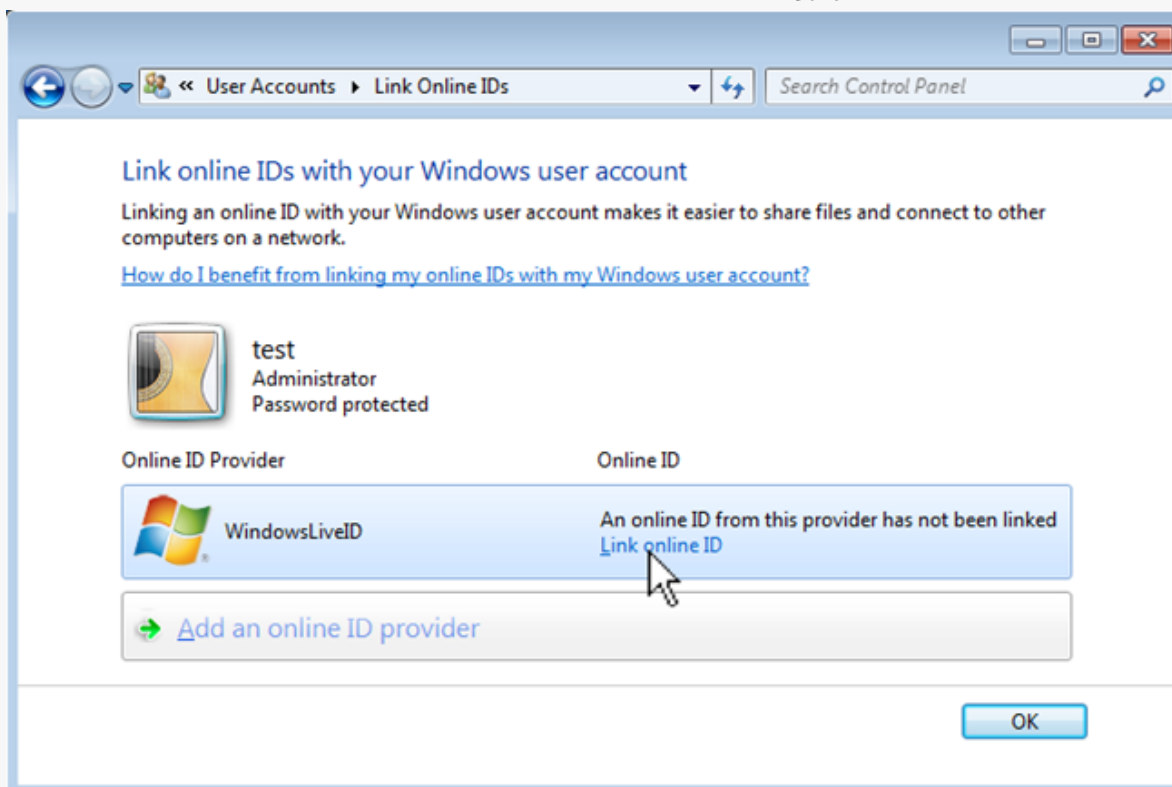 « User Accounts ▸ Link Online IDs
Search Control Panel
Link online IDs with your Windows user account
Linking an online ID with your Windows user account makes it easier to share files and connect to other
computers on a network.
How do I benefit from linking my online IDs with my Windows user account?
test
Administrator
Password protected
Online ID Provider Online ID
WindowsLiveID
An online ID from this provider has not been linked
Link online ID
Add an online ID provider
OK